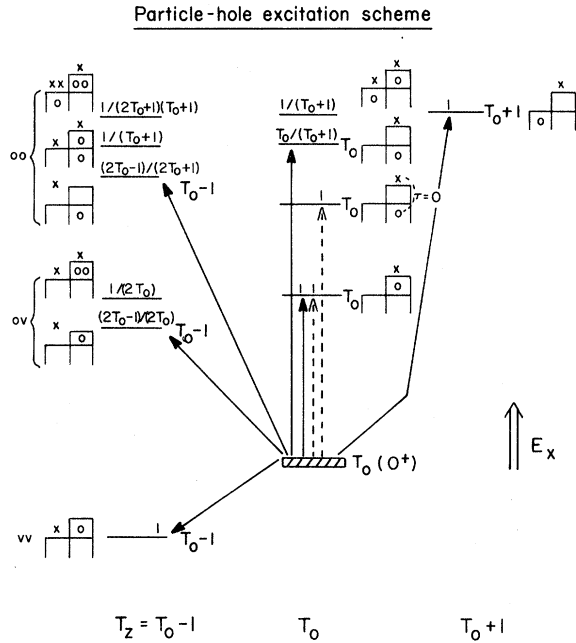 Particle-hole excitation scheme
x
xx oo
o
1/(2T₀+1)(T₀+1)
x
x o
o
1/(T₀+1)
x
o
(2T₀-1)/(2T₀+1)
T₀-1
oo
x
x oo
1/(2T₀)
x
o
(2T₀-1)/(2T₀)
T₀-1
ov
x o
1
T₀-1
vv
x
x o
o
1/(T₀+1)
T₀/(T₀+1)
T₀
x
o
o
1
T₀
x
o
τ=0
1 1
T₀
x
o
1
T₀+1
x
o
T₀(0⁺)
Eₓ
T_z = T₀-1
T₀
T₀+1